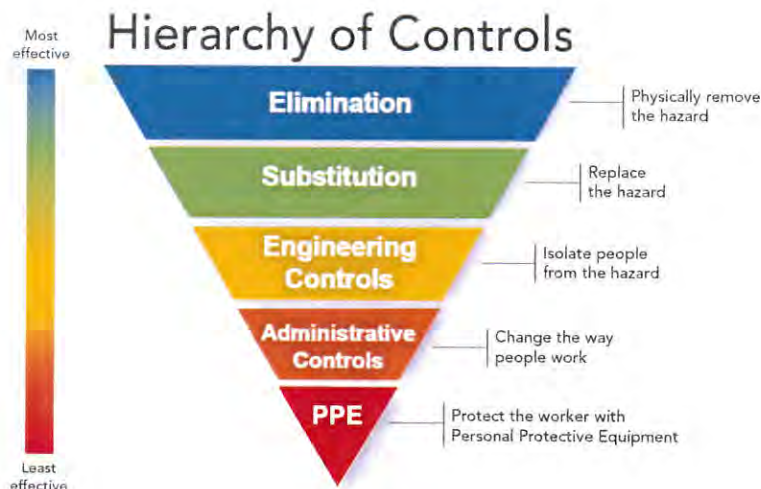 Hierarchy of Controls
Most
effective
Elimination
Physically remove
the hazard
Substitution
Replace
the hazard
Engineering
Controls
Isolate people
from the hazard
Administrative
Controls
Change the way
people work
PPE
Protect the worker with
Personal Protective Equipment
Least
effective